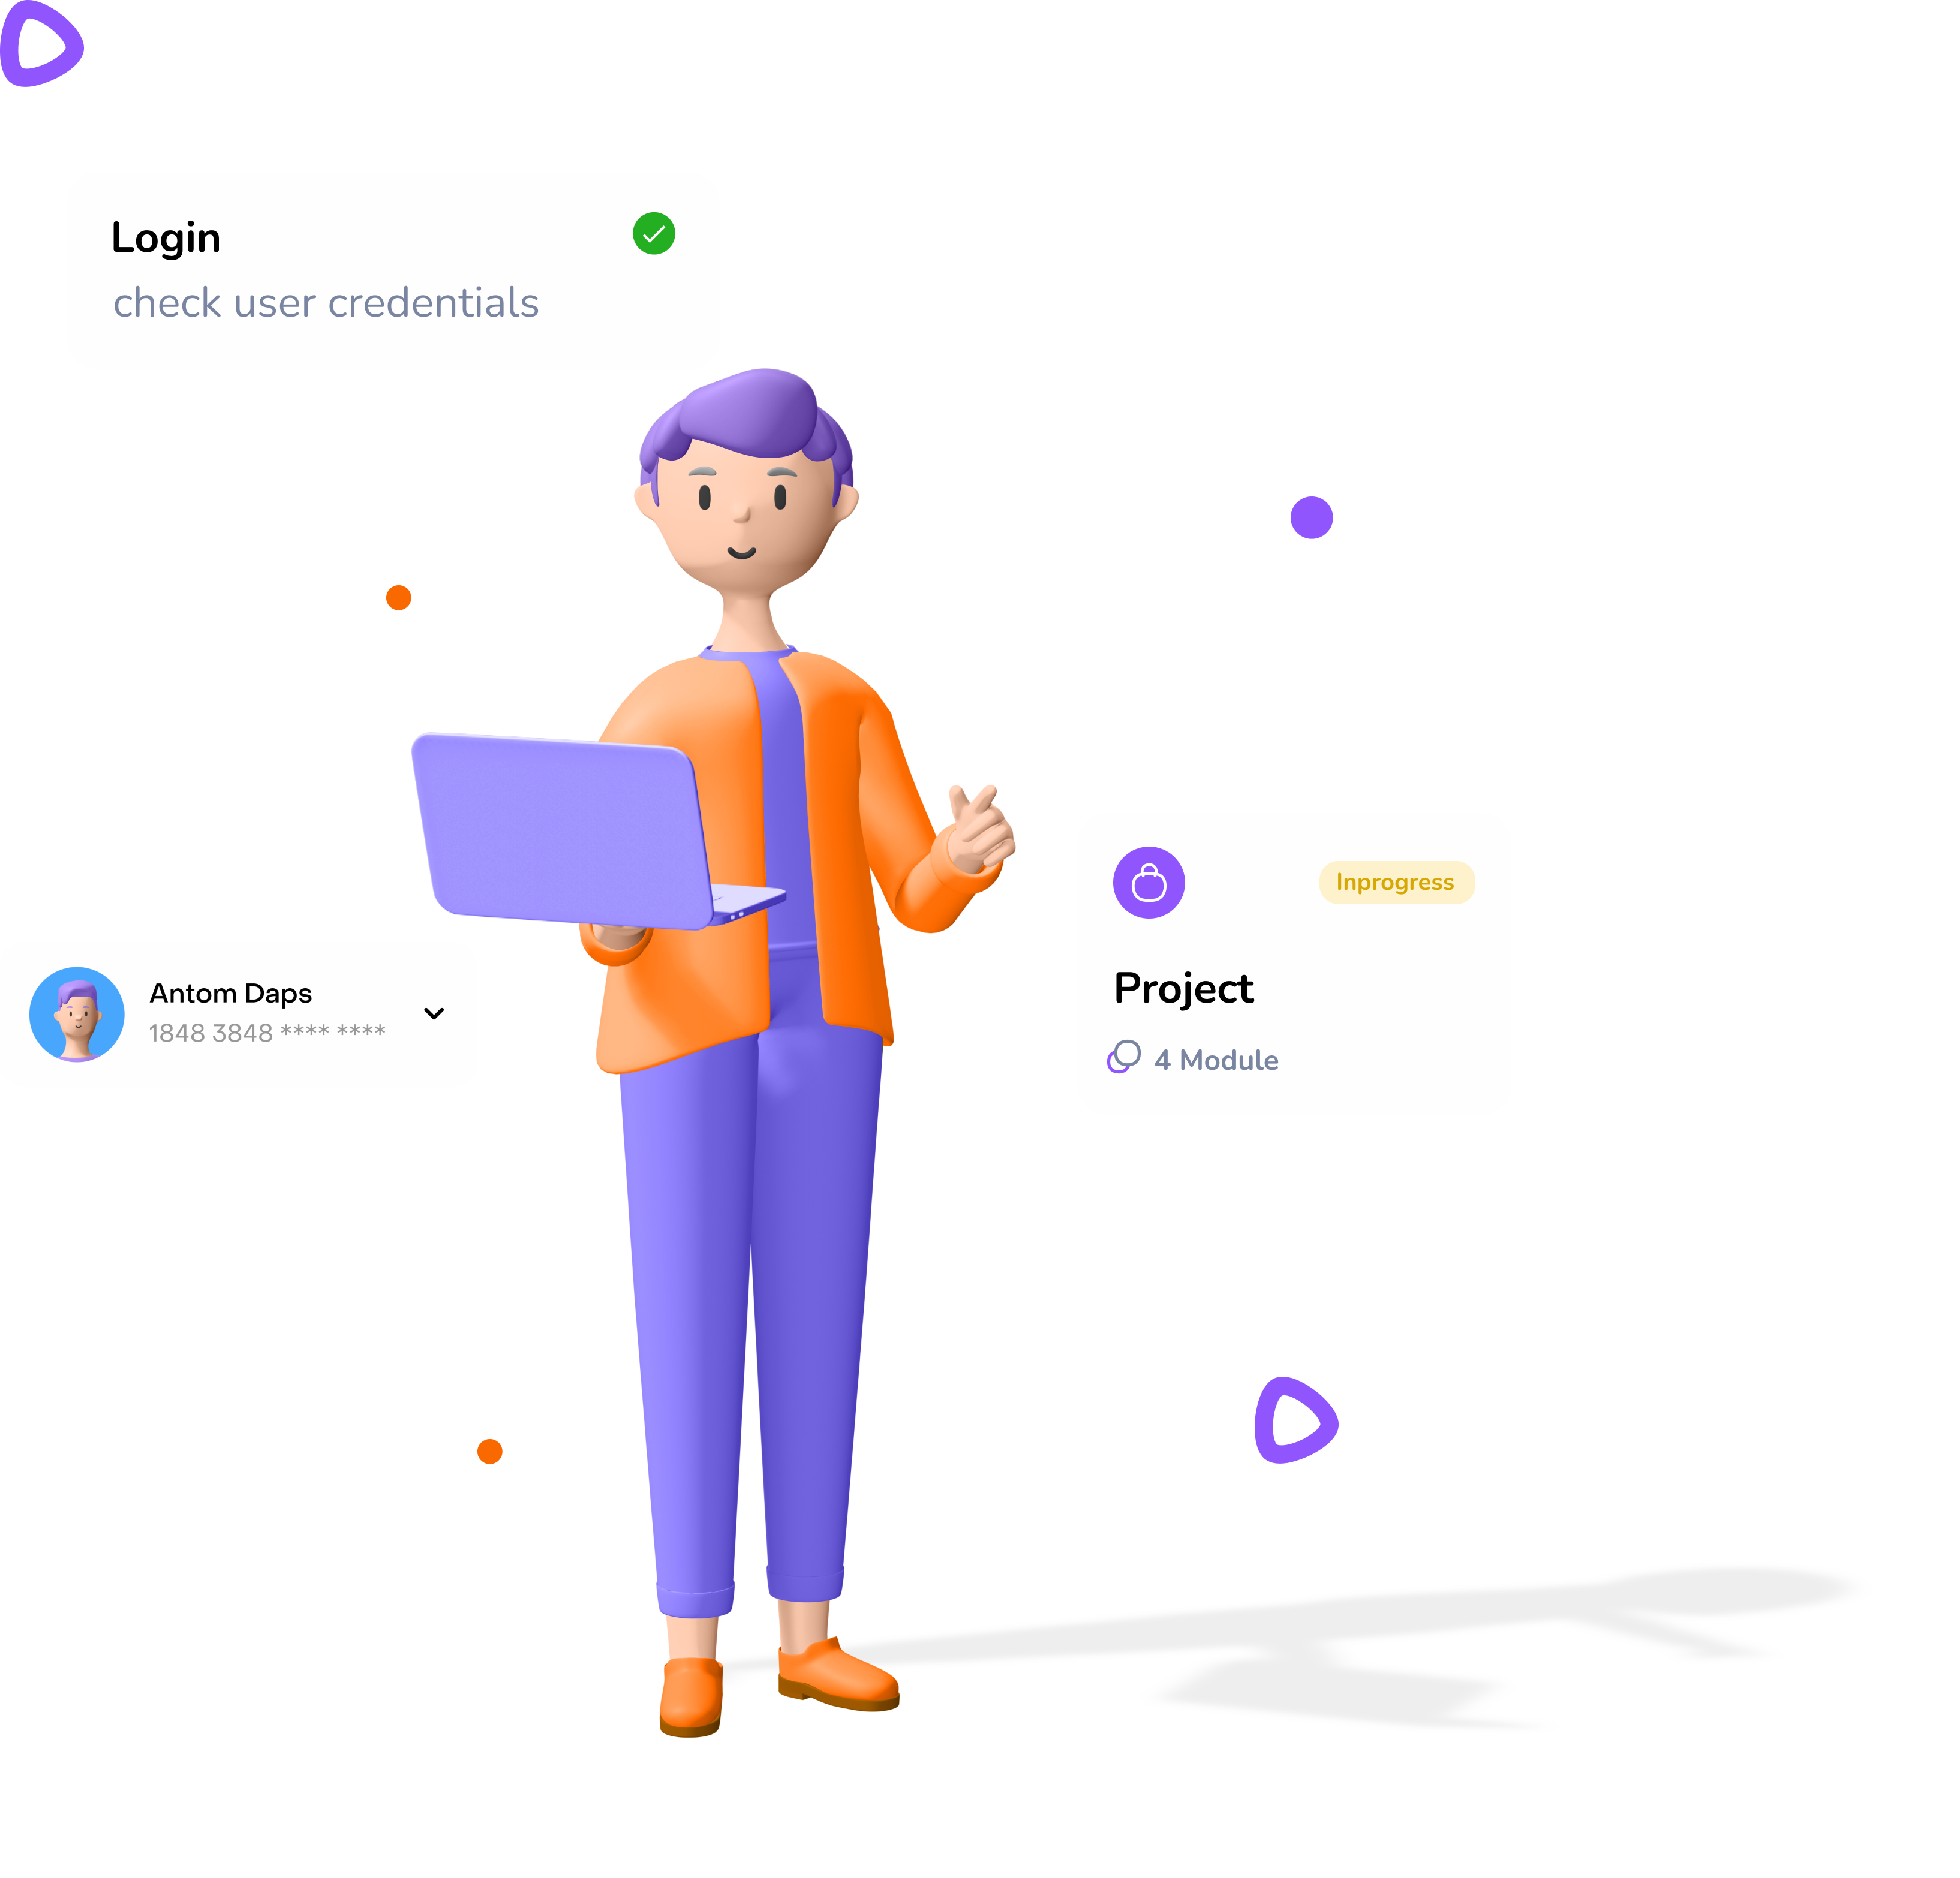 Login
check user credentials
Inprogress
Antom Daps
1848 3848 **** ****
Project
4 Module